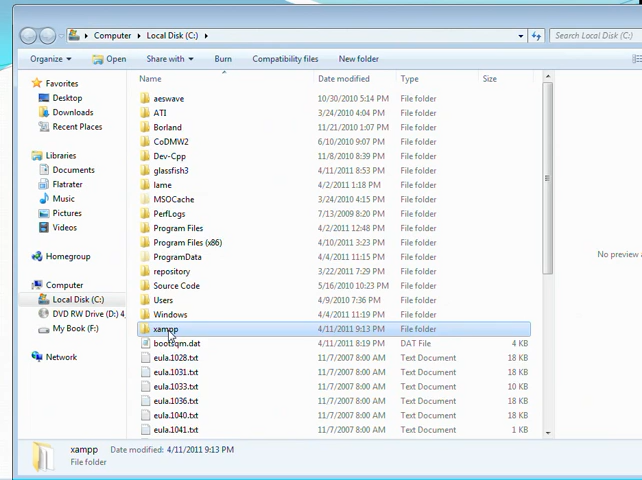 Computer Local Disk (C:) Search Local Disk (C:)
Organize Open Share with Burn Compatibility files New folder
Name Date modified Type Size
Favorites
Desktop
Downloads
Recent Places
Libraries
Documents
Flatrater
Music
Pictures
Videos
Homegroup
Computer
Local Disk (C:)
DVD RW Drive (D:) 4
My Book (F:)
Network
aeswave 10/30/2010 5:14 PM File folder
ATI 3/24/2010 4:04 PM File folder
Borland 11/21/2010 1:07 PM File folder
CoDMW2 6/10/2010 9:07 PM File folder
Dev-Cpp 11/8/2010 8:39 PM File folder
glassfish3 4/11/2011 8:53 PM File folder
lame 4/2/2011 1:18 PM File folder
MSOCache 3/24/2010 4:15 PM File folder
PerfLogs 7/13/2009 8:20 PM File folder
Program Files 4/2/2011 12:48 PM File folder
Program Files (x86) 4/10/2011 3:23 PM File folder
ProgramData 4/4/2011 11:15 PM File folder
repository 3/22/2011 7:29 PM File folder
Source Code 5/16/2010 10:23 PM File folder
Users 4/9/2010 7:36 PM File folder
Windows 4/4/2011 11:19 PM File folder
xampp 4/11/2011 9:13 PM File folder
bootsqm.dat 4/11/2011 8:19 PM DAT File 4 KB
eula.1028.txt 11/7/2007 8:00 AM Text Document 18 KB
eula.1031.txt 11/7/2007 8:00 AM Text Document 18 KB
eula.1033.txt 11/7/2007 8:00 AM Text Document 10 KB
eula.1036.txt 11/7/2007 8:00 AM Text Document 18 KB
eula.1040.txt 11/7/2007 8:00 AM Text Document 18 KB
eula.1041.txt 11/7/2007 8:00 AM Text Document 1 KB
No preview
xampp Date modified: 4/11/2011 9:13 PM
File folder